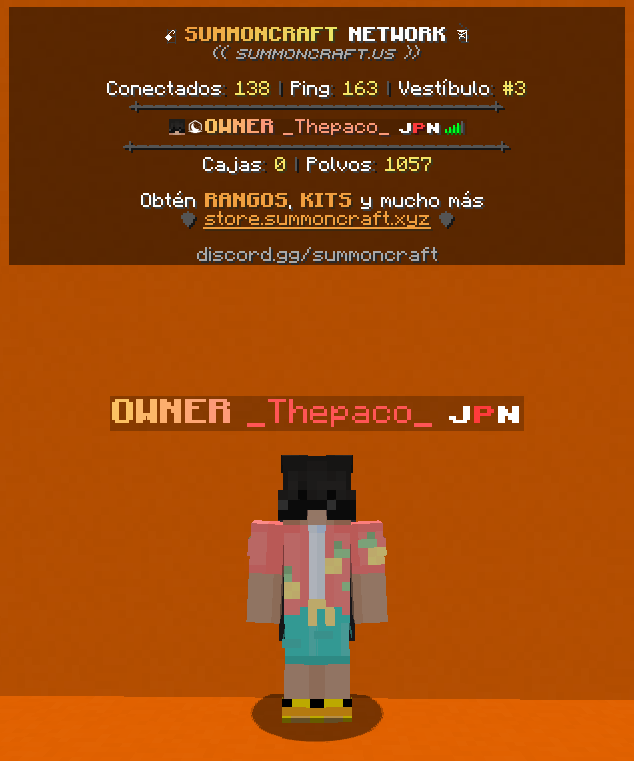 SUMMONCRAFT NETWORK
(( SUMMONCRAFT.US ))
Conectados: 138 | Ping: 163 | Vestíbulo: #3
OWNER _Thepaco_ JPN
Cajas: 0 | Polvos: 1057
Obtén RANGOS, KITS y mucho más
store.summoncraft.xyz
discord.gg/summoncraft
OWNER _Thepaco_ JPN